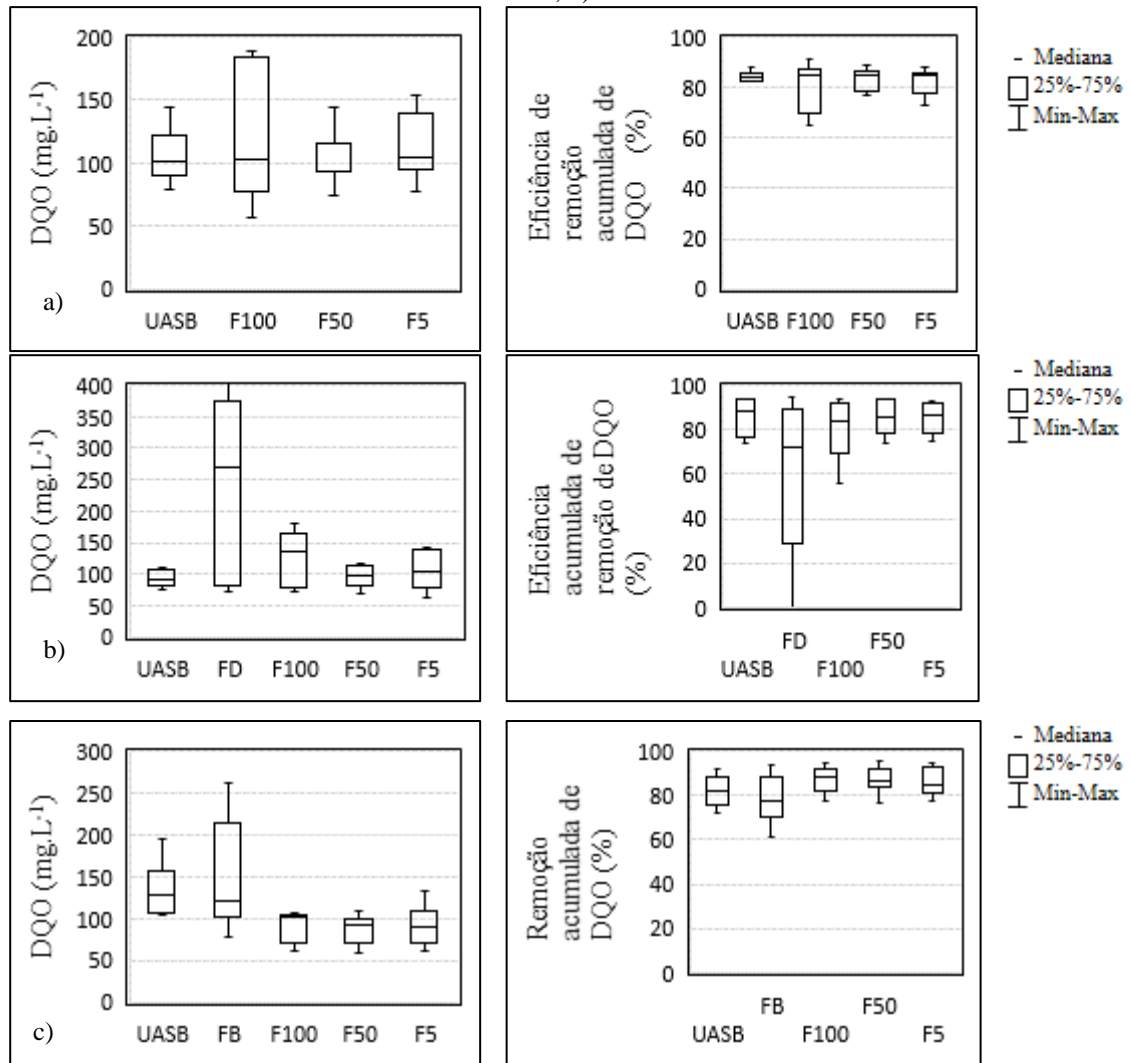 200
150
100
50
0
DQO (mg.L-1)
UASB F100 F50 F5
a)
100
80
60
40
20
0
Eficiência de
remoção
acumulada de
DQO (%)
UASB F100 F50 F5
- Mediana
25%-75%
Min-Max
400
350
300
250
200
150
100
50
0
DQO (mg.L-1)
UASB FD F100 F50 F5
b)
100
80
60
40
20
0
Eficiência
acumulada de
remoção de DQO
(%)
FD F50
UASB F100 F5
- Mediana
25%-75%
Min-Max
300
250
200
150
100
50
0
DQO (mg.L-1)
UASB FB F100 F50 F5
c)
100
80
60
40
20
0
Remoção
acumulada de
DQO (%)
FB F50
UASB F100 F5
- Mediana
25%-75%
Min-Max